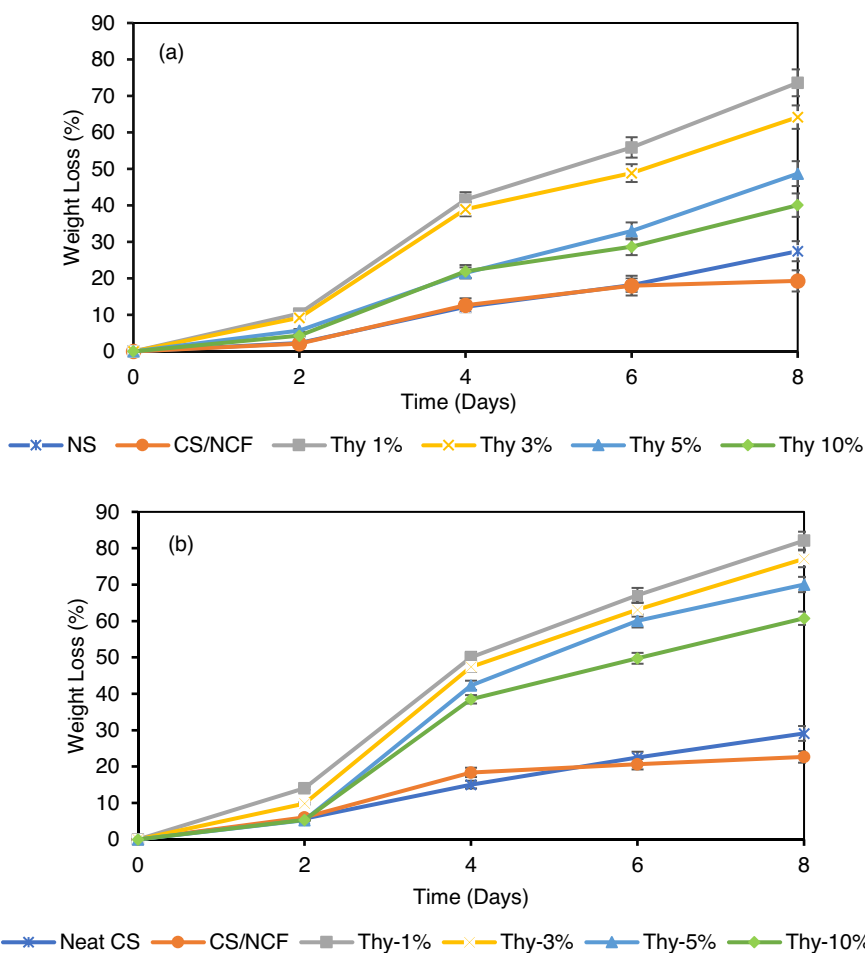 (a)
Weight Loss (%)
90
80
70
60
50
40
30
20
10
0
0 2 4 6 8
Time (Days)
NS CS/NCF Thy 1% Thy 3% Thy 5% Thy 10%
(b)
Weight Loss (%)
90
80
70
60
50
40
30
20
10
0
0 2 4 6 8
Time (Days)
Neat CS CS/NCF Thy-1% Thy-3% Thy-5% Thy-10%